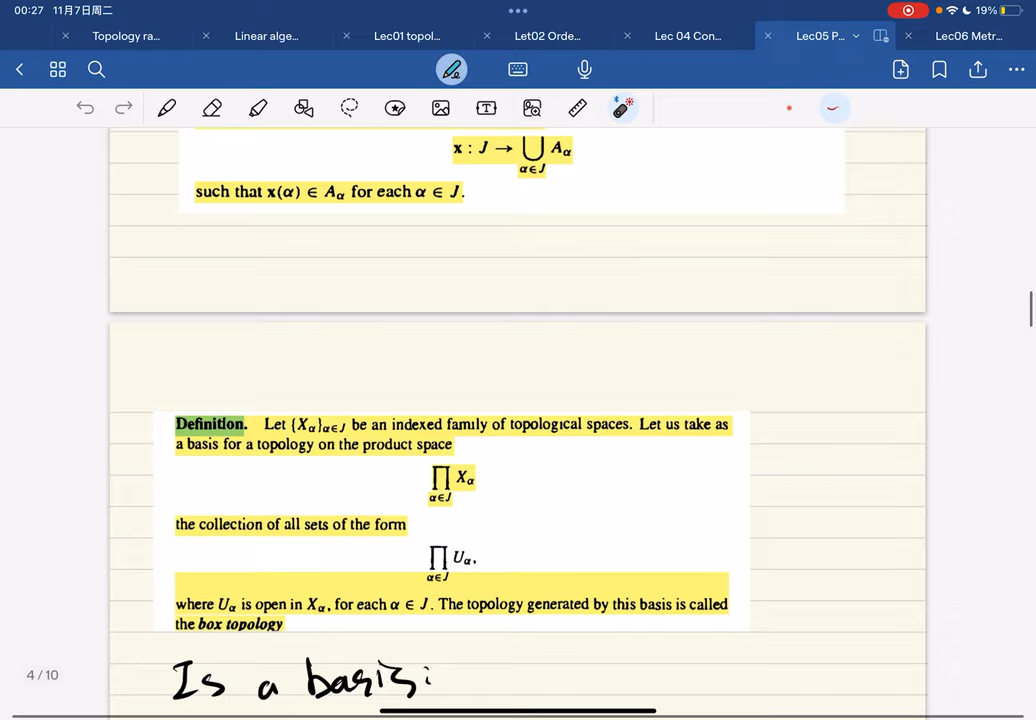 00:27 11月7日周二
19%
Topology ra...
Linear alge...
Lec01 topol...
Let02 Orde...
Lec 04 Con...
Lec05 P...
Lec06 Metr...
x : J → ⋃ Aα
α∈J
such that x(α) ∈ Aα for each α ∈ J.
Definition. Let {Xα}α∈J be an indexed family of topological spaces. Let us take as
a basis for a topology on the product space
∏ Xα
α∈J
the collection of all sets of the form
∏ Uα,
α∈J
where Uα is open in Xα, for each α ∈ J. The topology generated by this basis is called
the box topology
4 / 10
Is a basis: